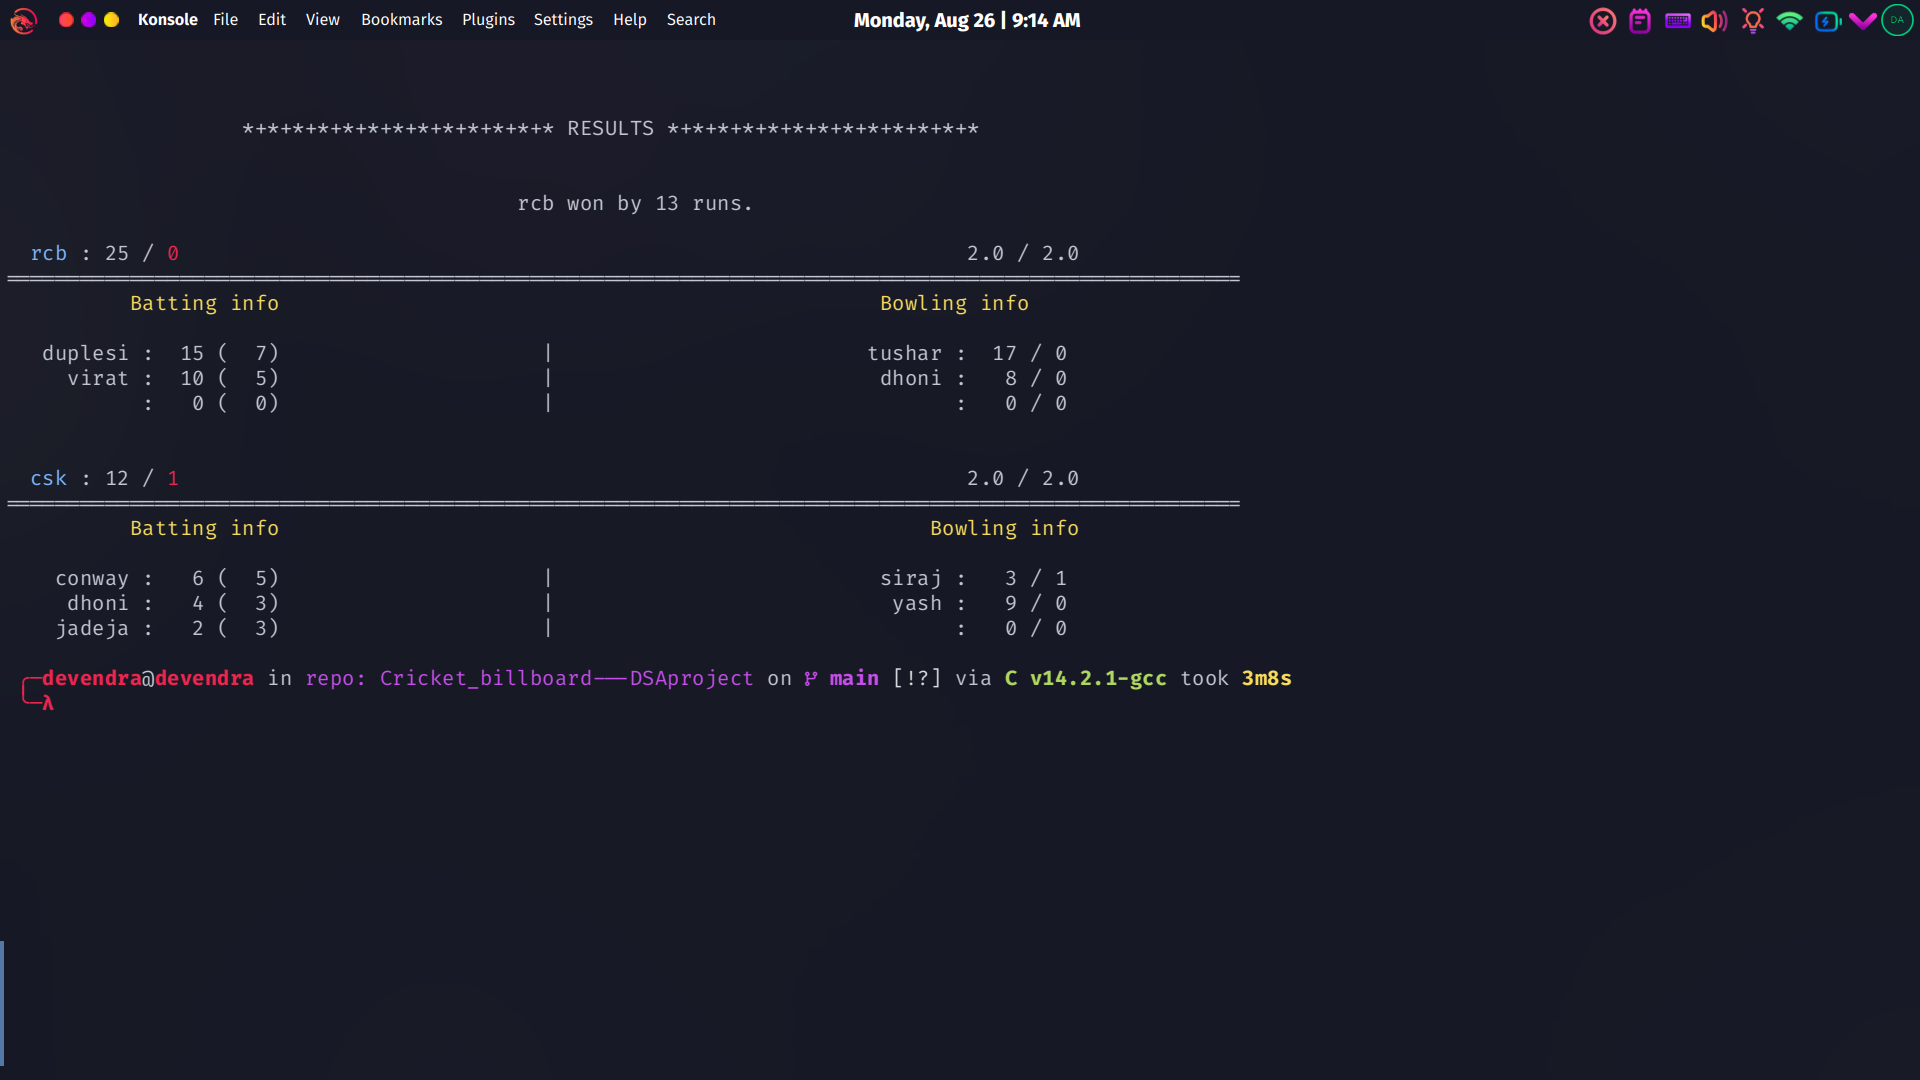 Konsole File Edit View Bookmarks Plugins Settings Help Search Monday, Aug 26 | 9:14 AM DA
*+*+*+*+*+*+*+*+*+*+*+*+* RESULTS *+*+*+*+*+*+*+*+*+*+*+*+*
rcb won by 13 runs.
rcb : 25 / 0 2.0 / 2.0
Batting info Bowling info
duplesi : 15 ( 7) | tushar : 17 / 0
virat : 10 ( 5) | dhoni : 8 / 0
: 0 ( 0) | : 0 / 0
csk : 12 / 1 2.0 / 2.0
Batting info Bowling info
conway : 6 ( 5) | siraj : 3 / 1
dhoni : 4 ( 3) | yash : 9 / 0
jadeja : 2 ( 3) | : 0 / 0
devendra@devendra in repo: Cricket_billboard---DSAproject on main [!?] via C v14.2.1-gcc took 3m8s
λ